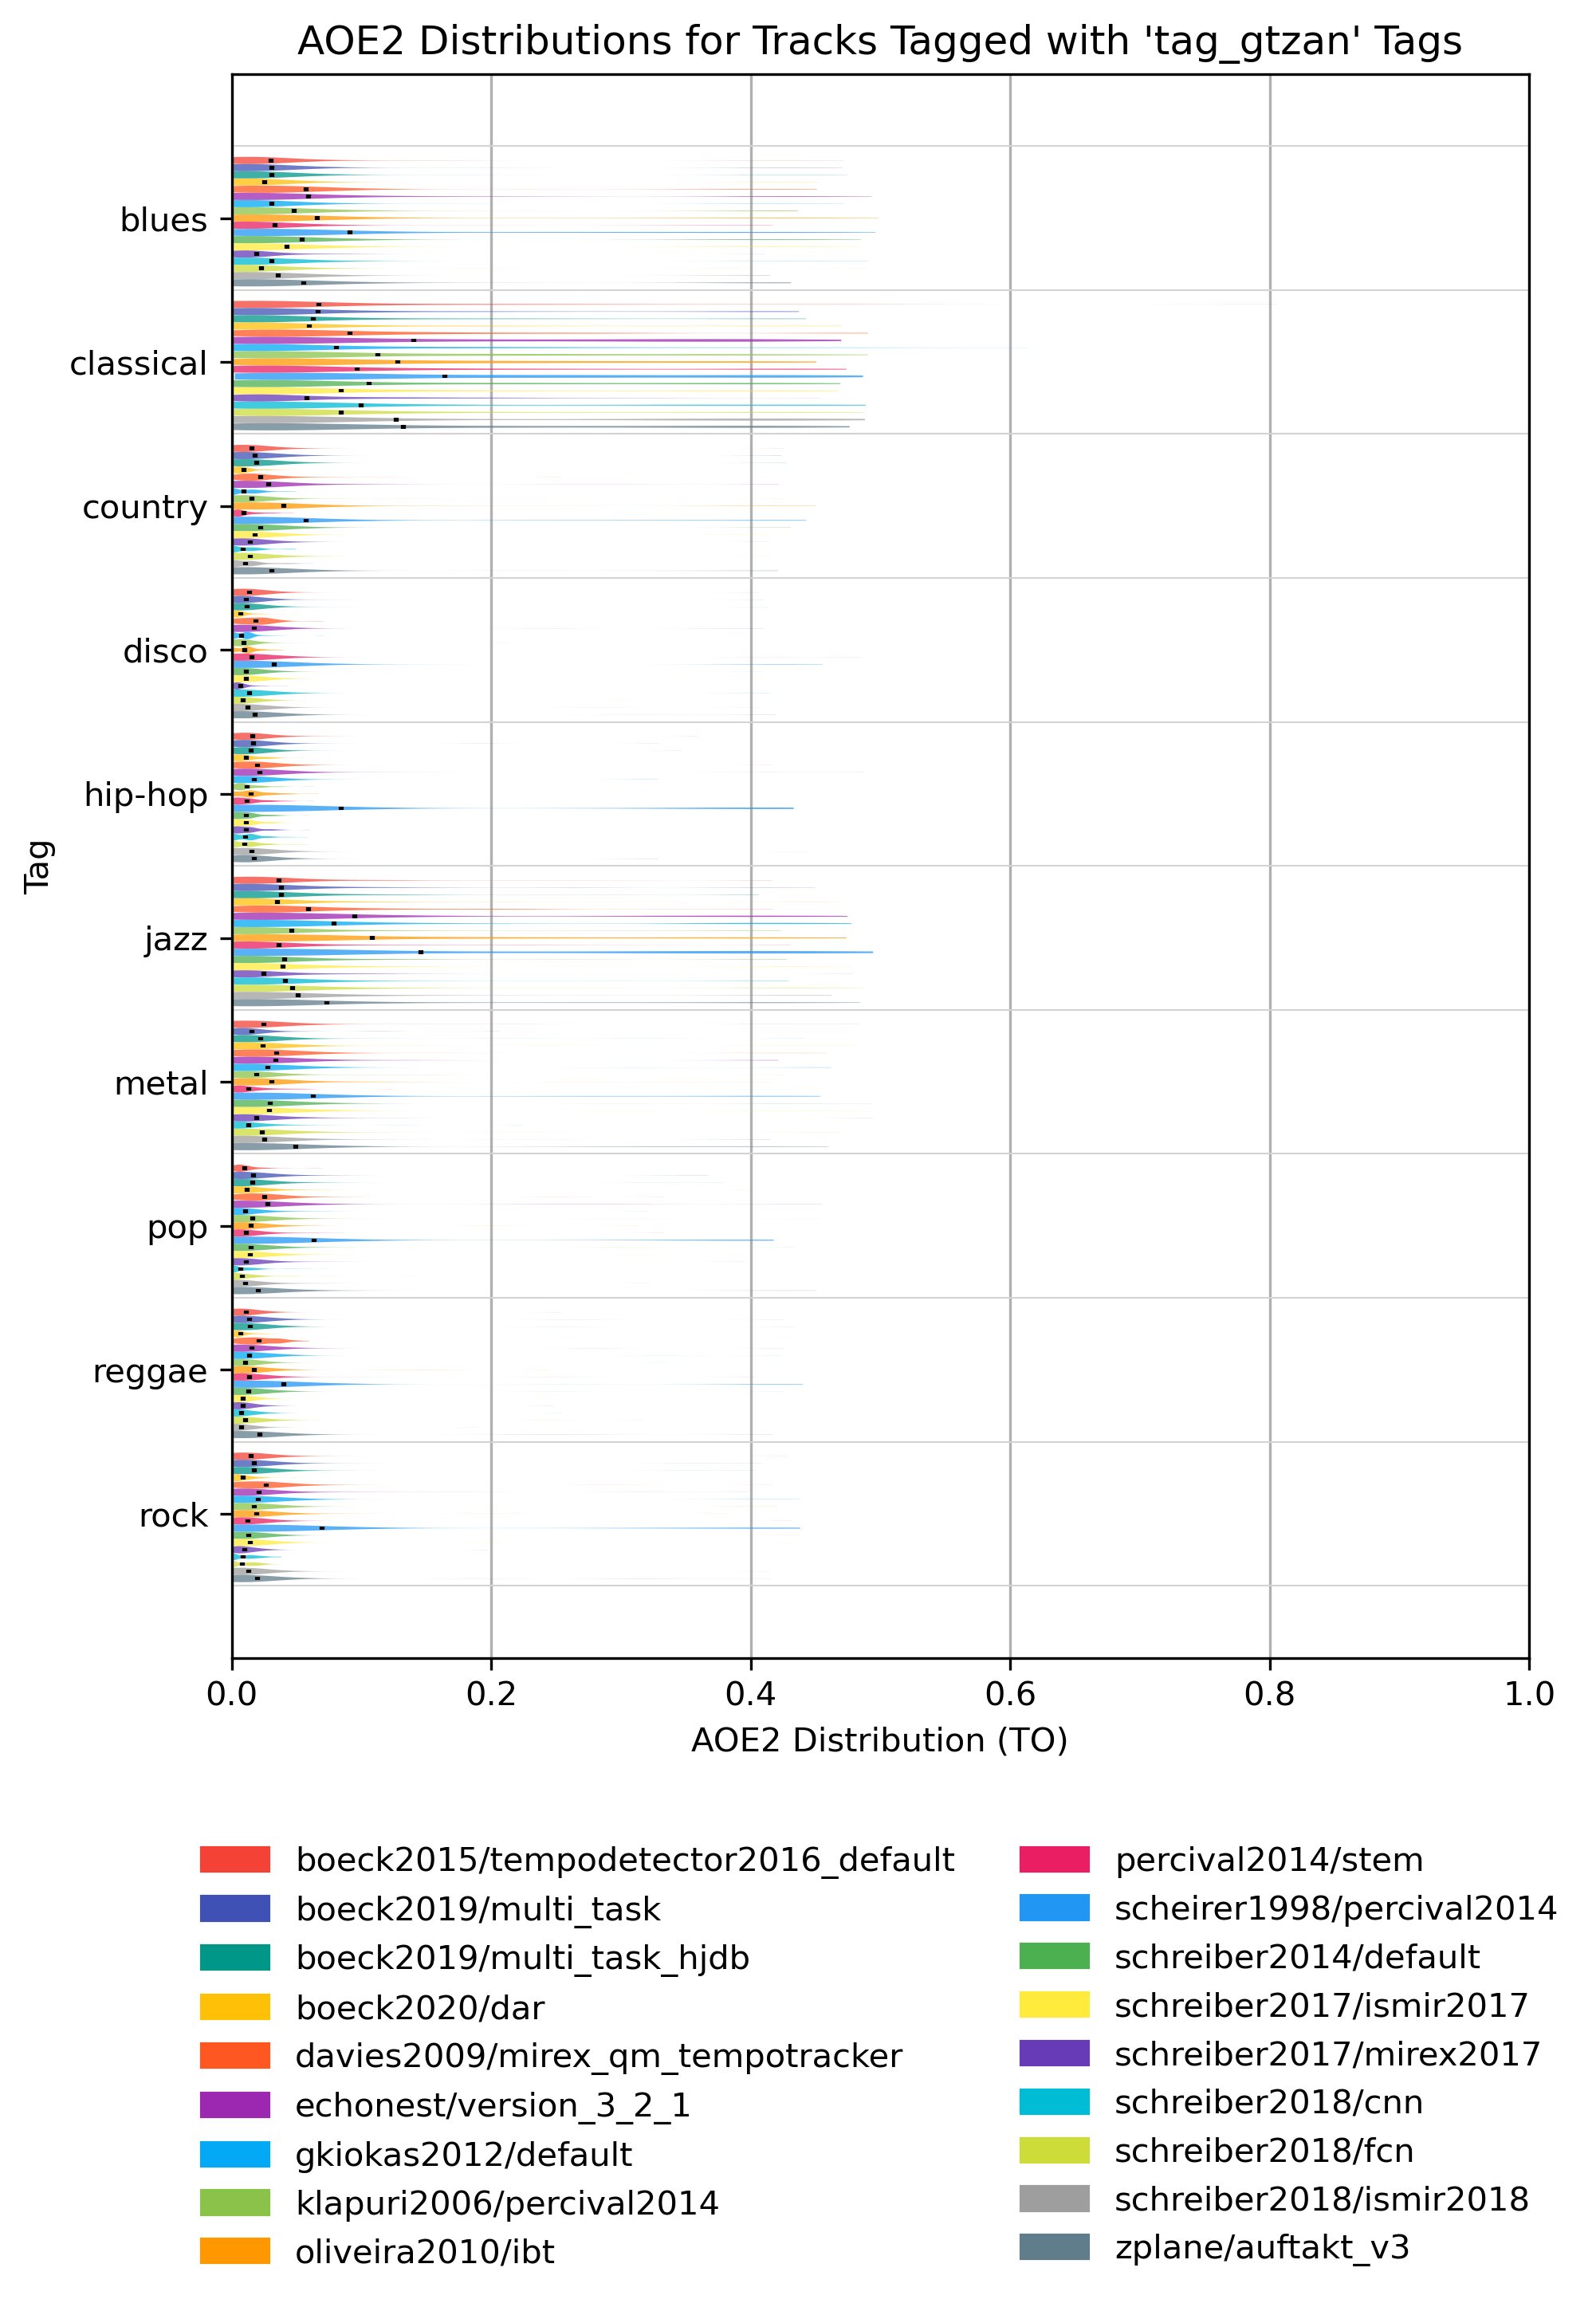 AOE2 Distributions for Tracks Tagged with 'tag_gtzan' Tags
Tag
blues
classical
country
disco
hip-hop
jazz
metal
pop
reggae
rock
0.0 0.2 0.4 0.6 0.8 1.0
AOE2 Distribution (TO)
boeck2015/tempodetector2016_default
boeck2019/multi_task
boeck2019/multi_task_hjdb
boeck2020/dar
davies2009/mirex_qm_tempotracker
echonest/version_3_2_1
gkiokas2012/default
klapuri2006/percival2014
oliveira2010/ibt
percival2014/stem
scheirer1998/percival2014
schreiber2014/default
schreiber2017/ismir2017
schreiber2017/mirex2017
schreiber2018/cnn
schreiber2018/fcn
schreiber2018/ismir2018
zplane/auftakt_v3